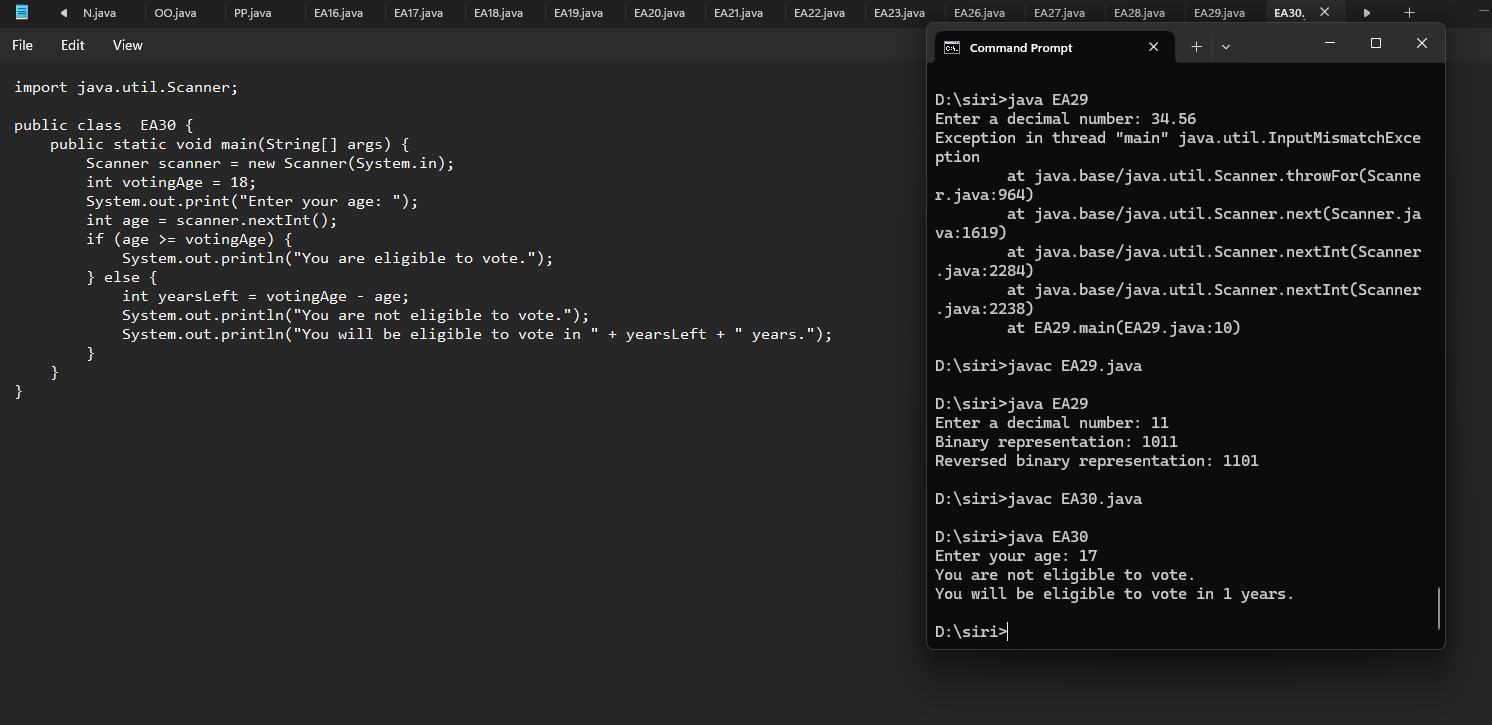 N.java OO.java PP.java EA16.java EA17.java EA18.java EA19.java EA20.java EA21.java EA22.java EA23.java EA26.java EA27.java EA28.java EA29.java EA30.
File Edit View
import java.util.Scanner;
public class  EA30 {
    public static void main(String[] args) {
        Scanner scanner = new Scanner(System.in);
        int votingAge = 18;
        System.out.print("Enter your age: ");
        int age = scanner.nextInt();
        if (age >= votingAge) {
            System.out.println("You are eligible to vote.");
        } else {
            int yearsLeft = votingAge - age;
            System.out.println("You are not eligible to vote.");
            System.out.println("You will be eligible to vote in " + yearsLeft + " years.");
        }
    }
}
Command Prompt
D:\siri>java EA29
Enter a decimal number: 34.56
Exception in thread "main" java.util.InputMismatchExce
ption
        at java.base/java.util.Scanner.throwFor(Scanne
r.java:964)
        at java.base/java.util.Scanner.next(Scanner.ja
va:1619)
        at java.base/java.util.Scanner.nextInt(Scanner
.java:2284)
        at java.base/java.util.Scanner.nextInt(Scanner
.java:2238)
        at EA29.main(EA29.java:10)
D:\siri>javac EA29.java
D:\siri>java EA29
Enter a decimal number: 11
Binary representation: 1011
Reversed binary representation: 1101
D:\siri>javac EA30.java
D:\siri>java EA30
Enter your age: 17
You are not eligible to vote.
You will be eligible to vote in 1 years.
D:\siri>